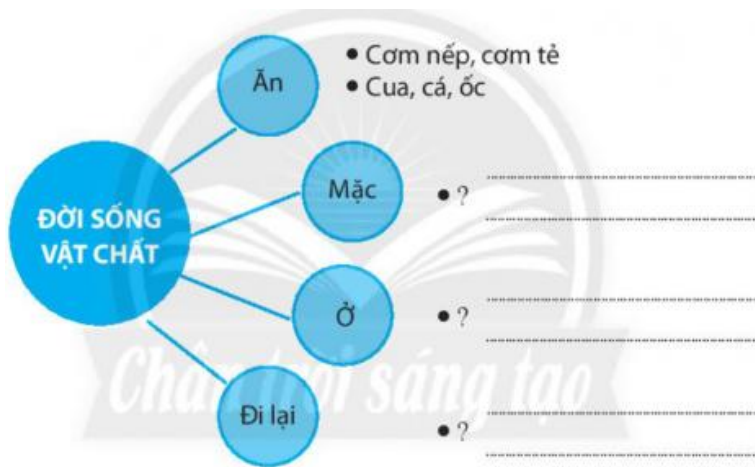 • Cơm nếp, cơm tẻ
Ăn
• Cua, cá, ốc
Mặc
• ?
ĐỜI SỐNG
VẬT CHẤT
Ở
• ?
Chân trời sáng tạo
Đi lại
• ?